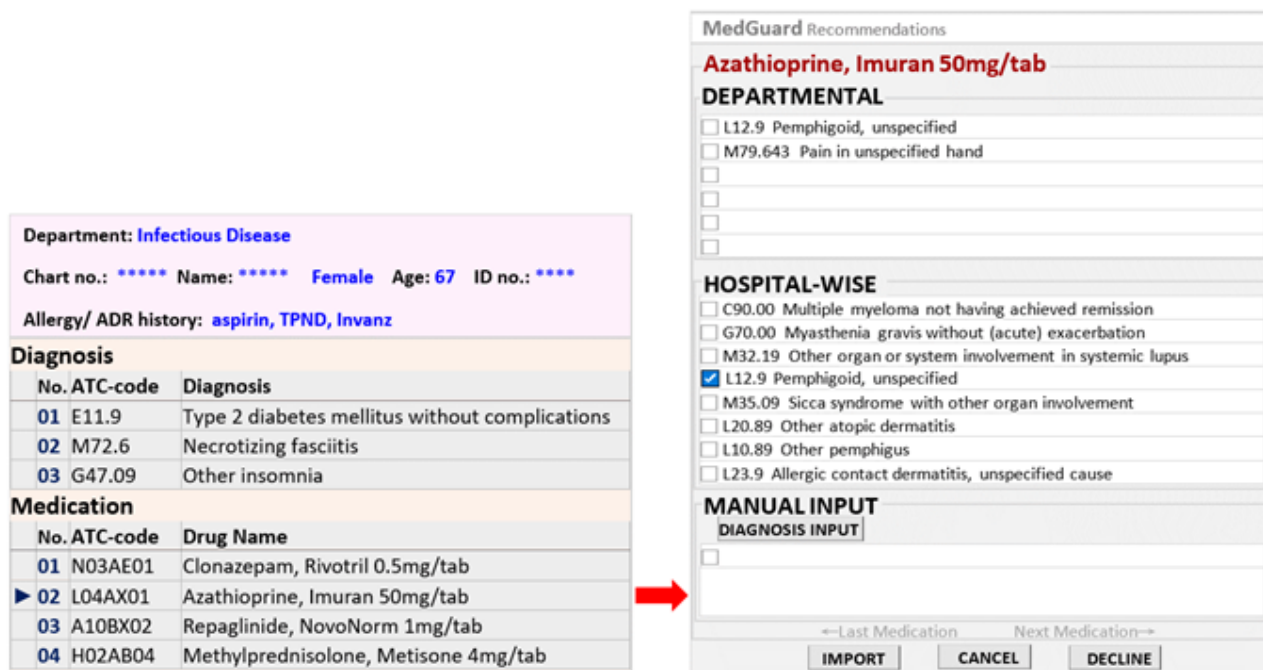 Department: Infectious Disease
Chart no.: ***** Name: ***** Female Age: 67 ID no.: ****
Allergy/ ADR history: aspirin, TPND, Invanz
Diagnosis
No. ATC-code Diagnosis
01 E11.9 Type 2 diabetes mellitus without complications
02 M72.6 Necrotizing fasciitis
03 G47.09 Other insomnia
Medication
No. ATC-code Drug Name
01 N03AE01 Clonazepam, Rivotril 0.5mg/tab
02 L04AX01 Azathioprine, Imuran 50mg/tab
03 A10BX02 Repaglinide, NovoNorm 1mg/tab
04 H02AB04 Methylprednisolone, Metisone 4mg/tab
MedGuard Recommendations
Azathioprine, Imuran 50mg/tab
DEPARTMENTAL
L12.9 Pemphigoid, unspecified
M79.643 Pain in unspecified hand
HOSPITAL-WISE
C90.00 Multiple myeloma not having achieved remission
G70.00 Myasthenia gravis without (acute) exacerbation
M32.19 Other organ or system involvement in systemic lupus
L12.9 Pemphigoid, unspecified
M35.09 Sicca syndrome with other organ involvement
L20.89 Other atopic dermatitis
L10.89 Other pemphigus
L23.9 Allergic contact dermatitis, unspecified cause
MANUAL INPUT
DIAGNOSIS INPUT
←Last Medication Next Medication→
IMPORT CANCEL DECLINE